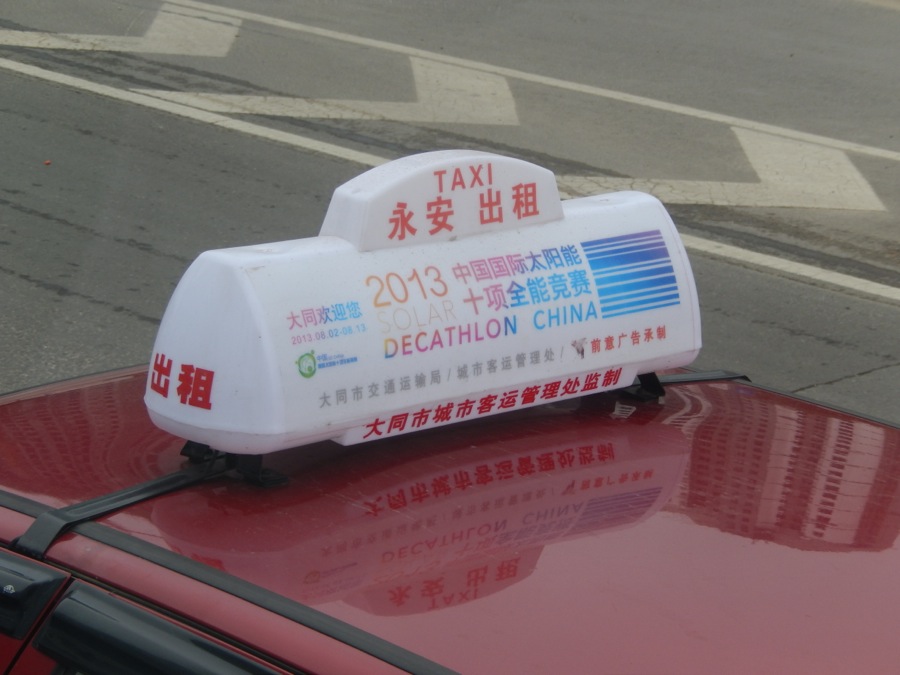 TAXI
永安 出租
大同欢迎您
2013.08.02-08.13
2013
SOLAR
中国国际太阳能
十项全能竞赛
DECATHLON CHINA
大同市交通运输局/城市客运管理处/前意广告承制
大同市城市客运管理处监制
出租